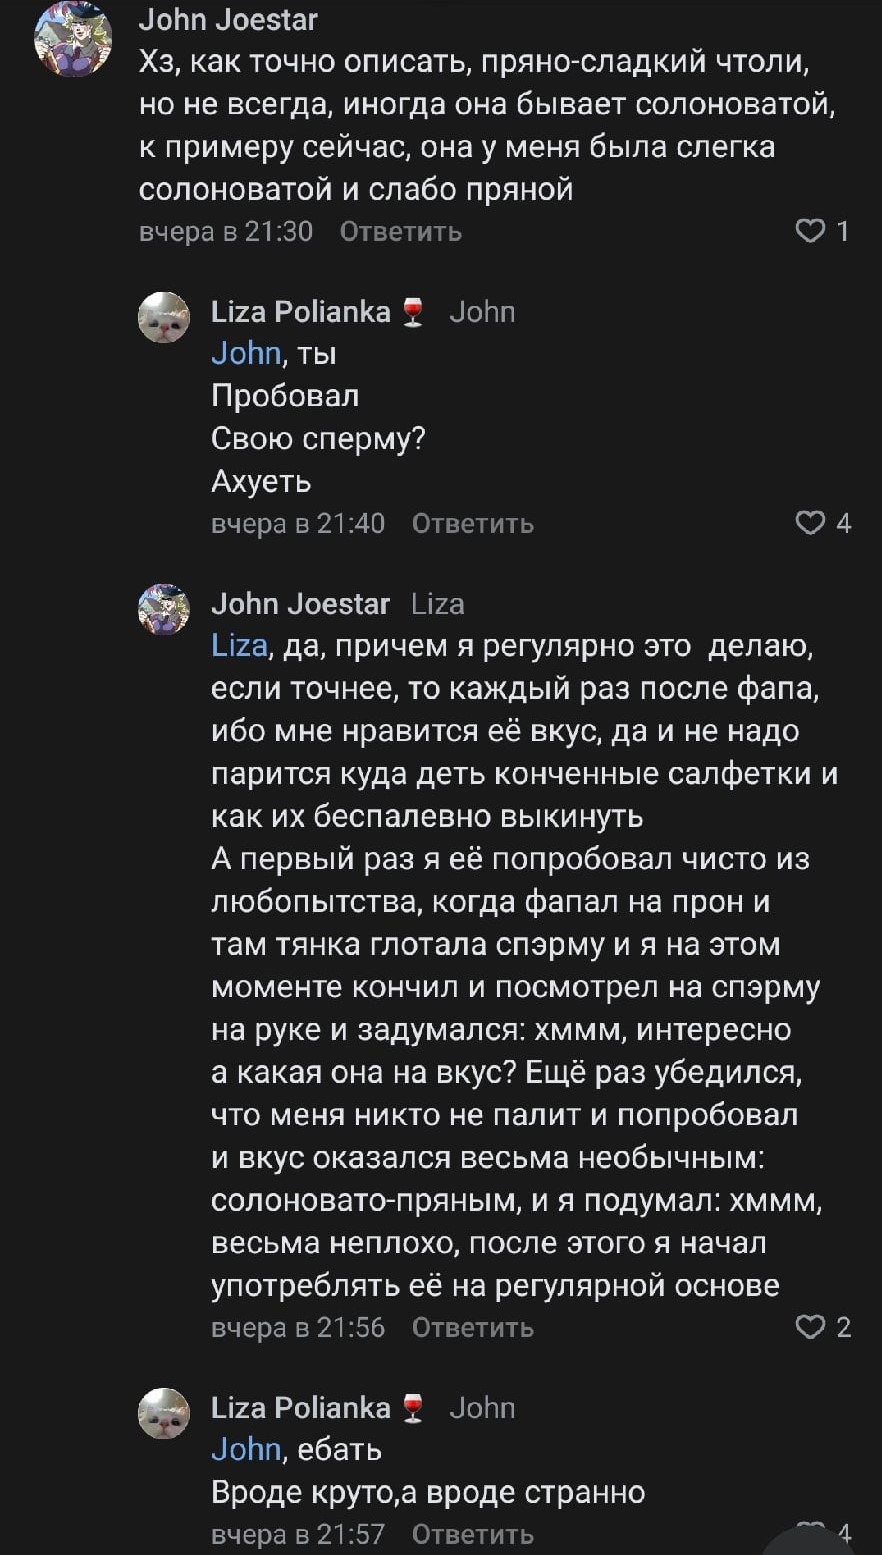 John Joestar
Хз, как точно описать, пряно-сладкий чтоли,
но не всегда, иногда она бывает солоноватой,
к примеру сейчас, она у меня была слегка
солоноватой и слабо пряной
вчера в 21:30 Ответить 1
Liza Polianka🍷 John
John, ты
Пробовал
Свою сперму?
Ахуеть
вчера в 21:40 Ответить 4
John Joestar Liza
Liza, да, причем я регулярно это делаю,
если точнее, то каждый раз после фапа,
ибо мне нравится её вкус, да и не надо
парится куда деть конченные салфетки и
как их беспалевно выкинуть
А первый раз я её попробовал чисто из
любопытства, когда фапал на прон и
там тянка глотала спэрму и я на этом
моменте кончил и посмотрел на спэрму
на руке и задумался: хммм, интересно
а какая она на вкус? Ещё раз убедился,
что меня никто не палит и попробовал
и вкус оказался весьма необычным:
солоновато-пряным, и я подумал: хммм,
весьма неплохо, после этого я начал
употреблять её на регулярной основе
вчера в 21:56 Ответить 2
Liza Polianka🍷 John
John, ебать
Вроде круто,а вроде странно
вчера в 21:57 Ответить 4